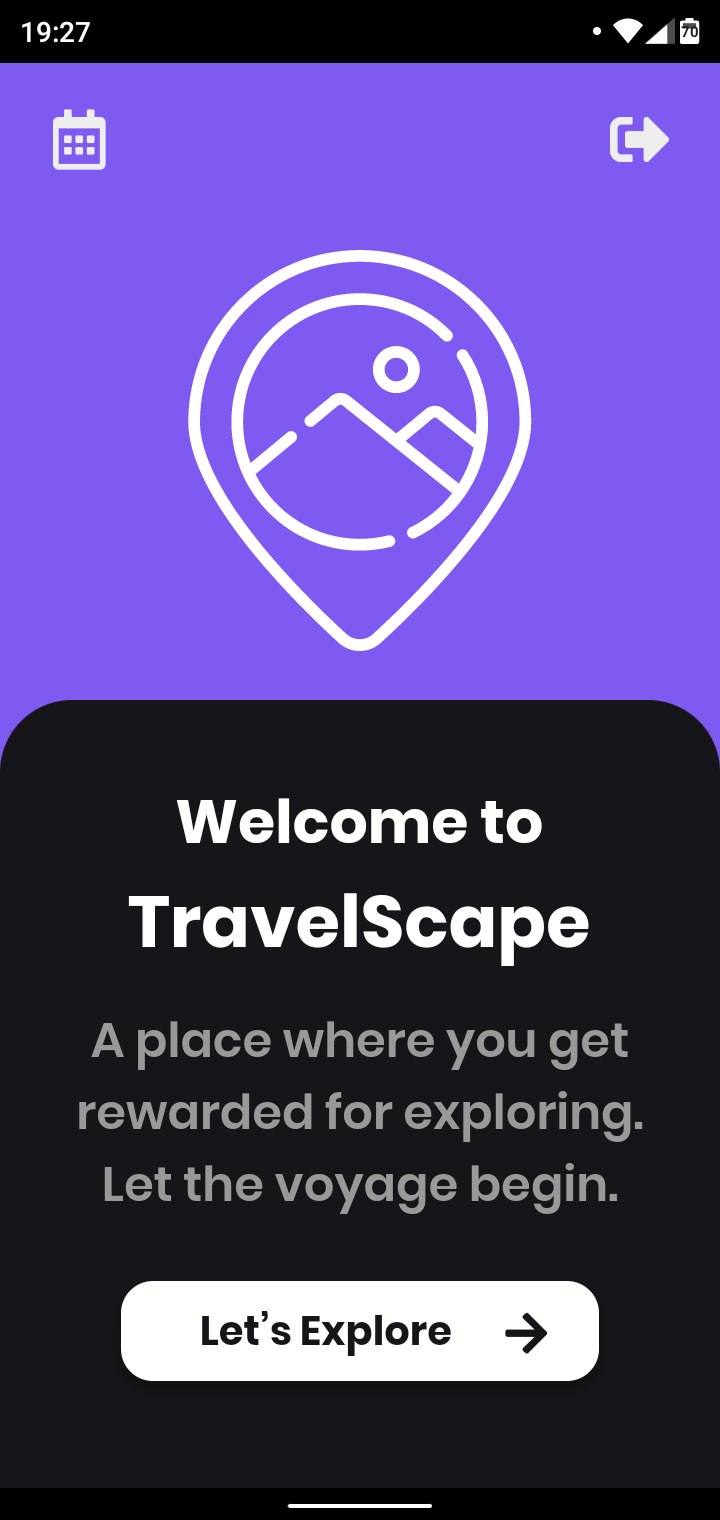 19:27
70
Welcome to
TravelScape
A place where you get
rewarded for exploring.
Let the voyage begin.
Let’s Explore